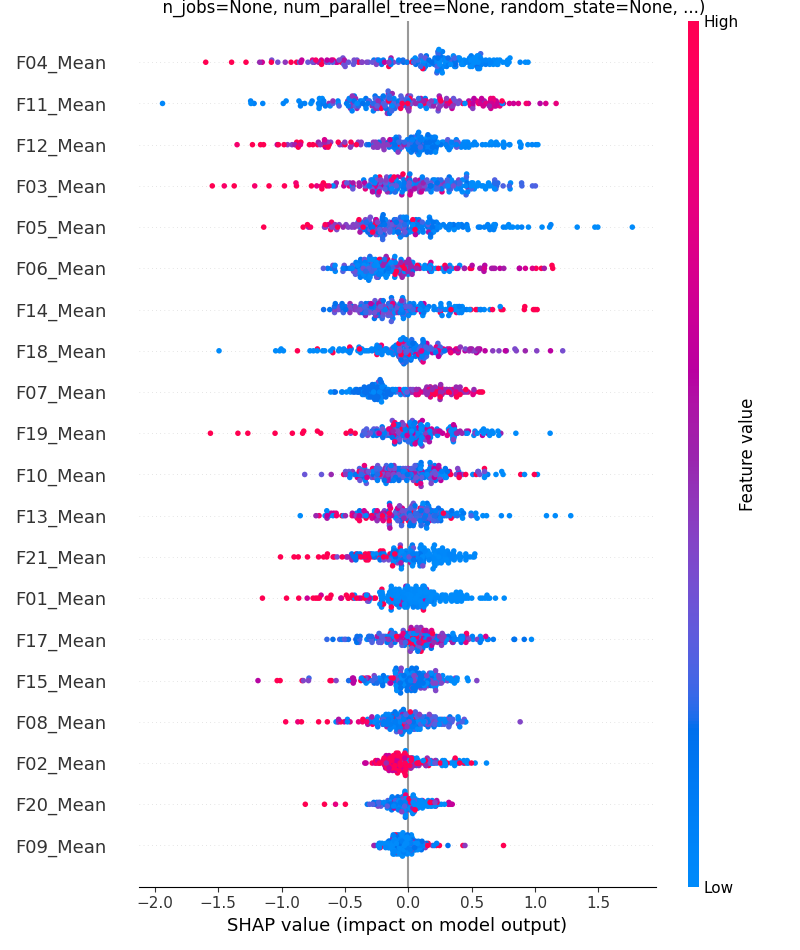 n_jobs=None, num_parallel_tree=None, random_state=None, ...)
High
F04_Mean
F11_Mean
F12_Mean
F03_Mean
F05_Mean
F06_Mean
F14_Mean
F18_Mean
F07_Mean
F19_Mean
F10_Mean
F13_Mean
F21_Mean
F01_Mean
F17_Mean
F15_Mean
F08_Mean
F02_Mean
F20_Mean
F09_Mean
Feature value
Low
−2.0 −1.5 −1.0 −0.5 0.0 0.5 1.0 1.5
SHAP value (impact on model output)